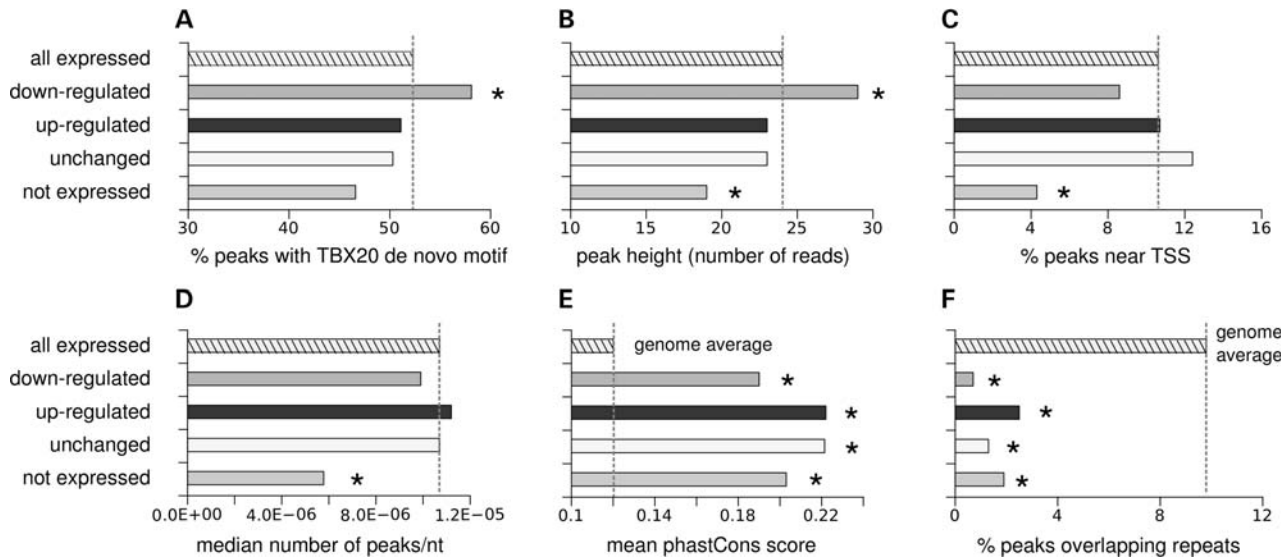 A
B
C
all expressed
down-regulated
*
*
up-regulated
unchanged
not expressed
*
*
30 40 50 60
10 15 20 25 30
0 4 8 12 16
% peaks with TBX20 de novo motif
peak height (number of reads)
% peaks near TSS
D
E
F
all expressed
genome average
genome average
down-regulated
*
*
up-regulated
*
*
unchanged
*
*
not expressed
*
*
*
0.0E+00 4.0E-06 8.0E-06 1.2E-05
0.1 0.14 0.18 0.22
0 4 8 12
median number of peaks/nt
mean phastCons score
% peaks overlapping repeats